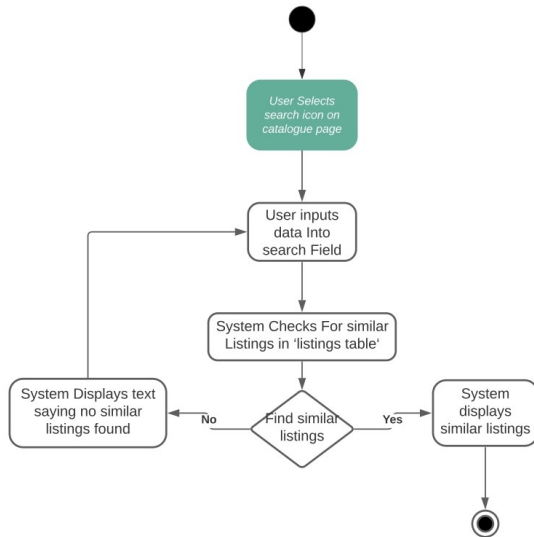 User Selects
search icon on
catalogue page
User inputs
data Into
search Field
System Checks For similar
Listings in ‘listings table‘
System Displays text
saying no similar
listings found
No
Find similar
listings
Yes
System
displays
similar listings